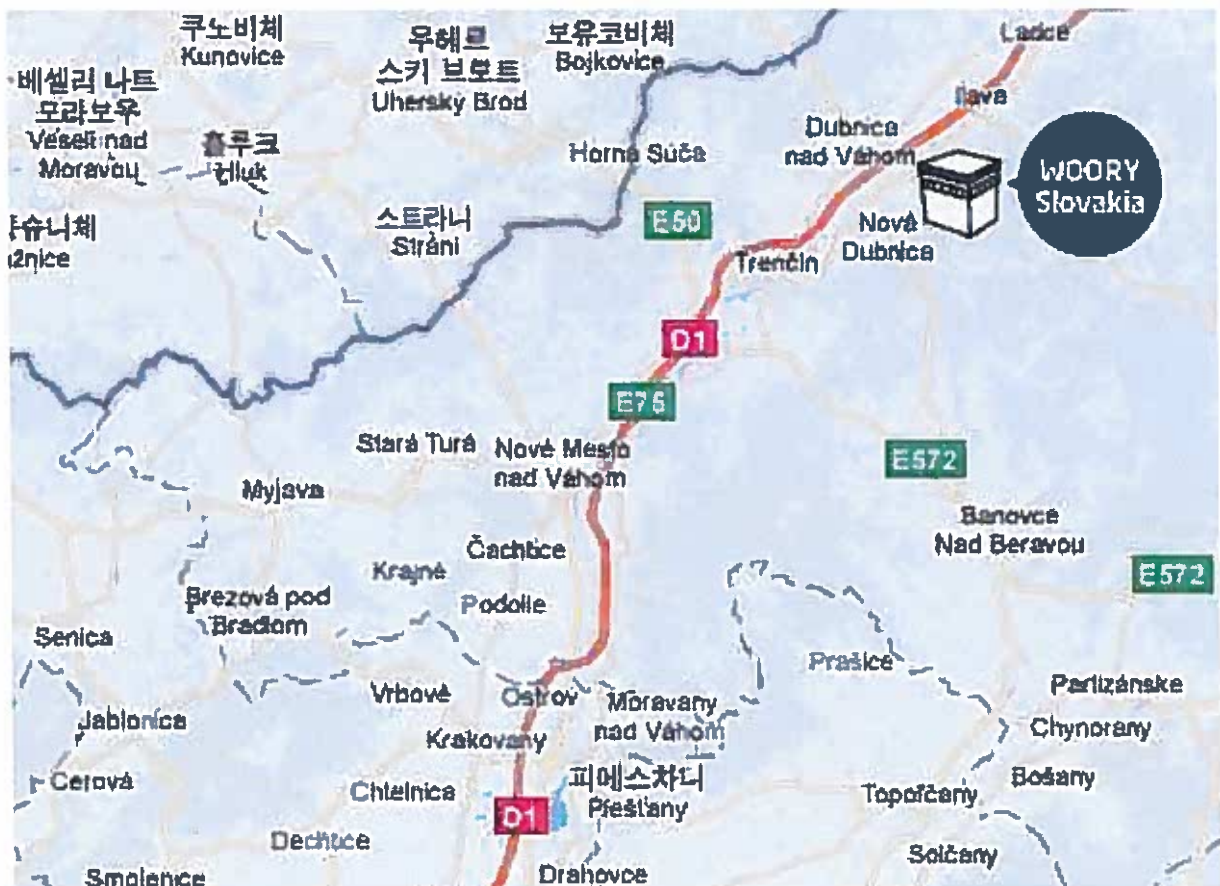 쿠노비체
Kunovice
우헤르
스키 브로트
Uherský Brod
보유코비체
Bojkovice
Ladce
베셀리 나트
모라보우
Veselí nad
Moravou
흘루크
Hluk
Horná Súča
Dubnica
nad Váhom
Ilava
WOORY
Slovakia
슈니체
스트라니
Strání
E50
Nová
Dubnica
Trenčín
D1
E75
Stará Turá
Nové Mesto
nad Váhom
E572
Myjava
Banovce
Nad Beravou
Čachtice
Krajné
Podolie
E572
Brezová pod
Bradlom
Senica
Prašice
Vrbové
Ostrov
Moravany
nad Váhom
Partizánske
Jablonica
Krakovany
Chynorany
Cerová
Chtelnica
피에스차니
Piešťany
Bošany
Topoľčany
D1
Dechtice
Solčany
Smolenice
Drahovce